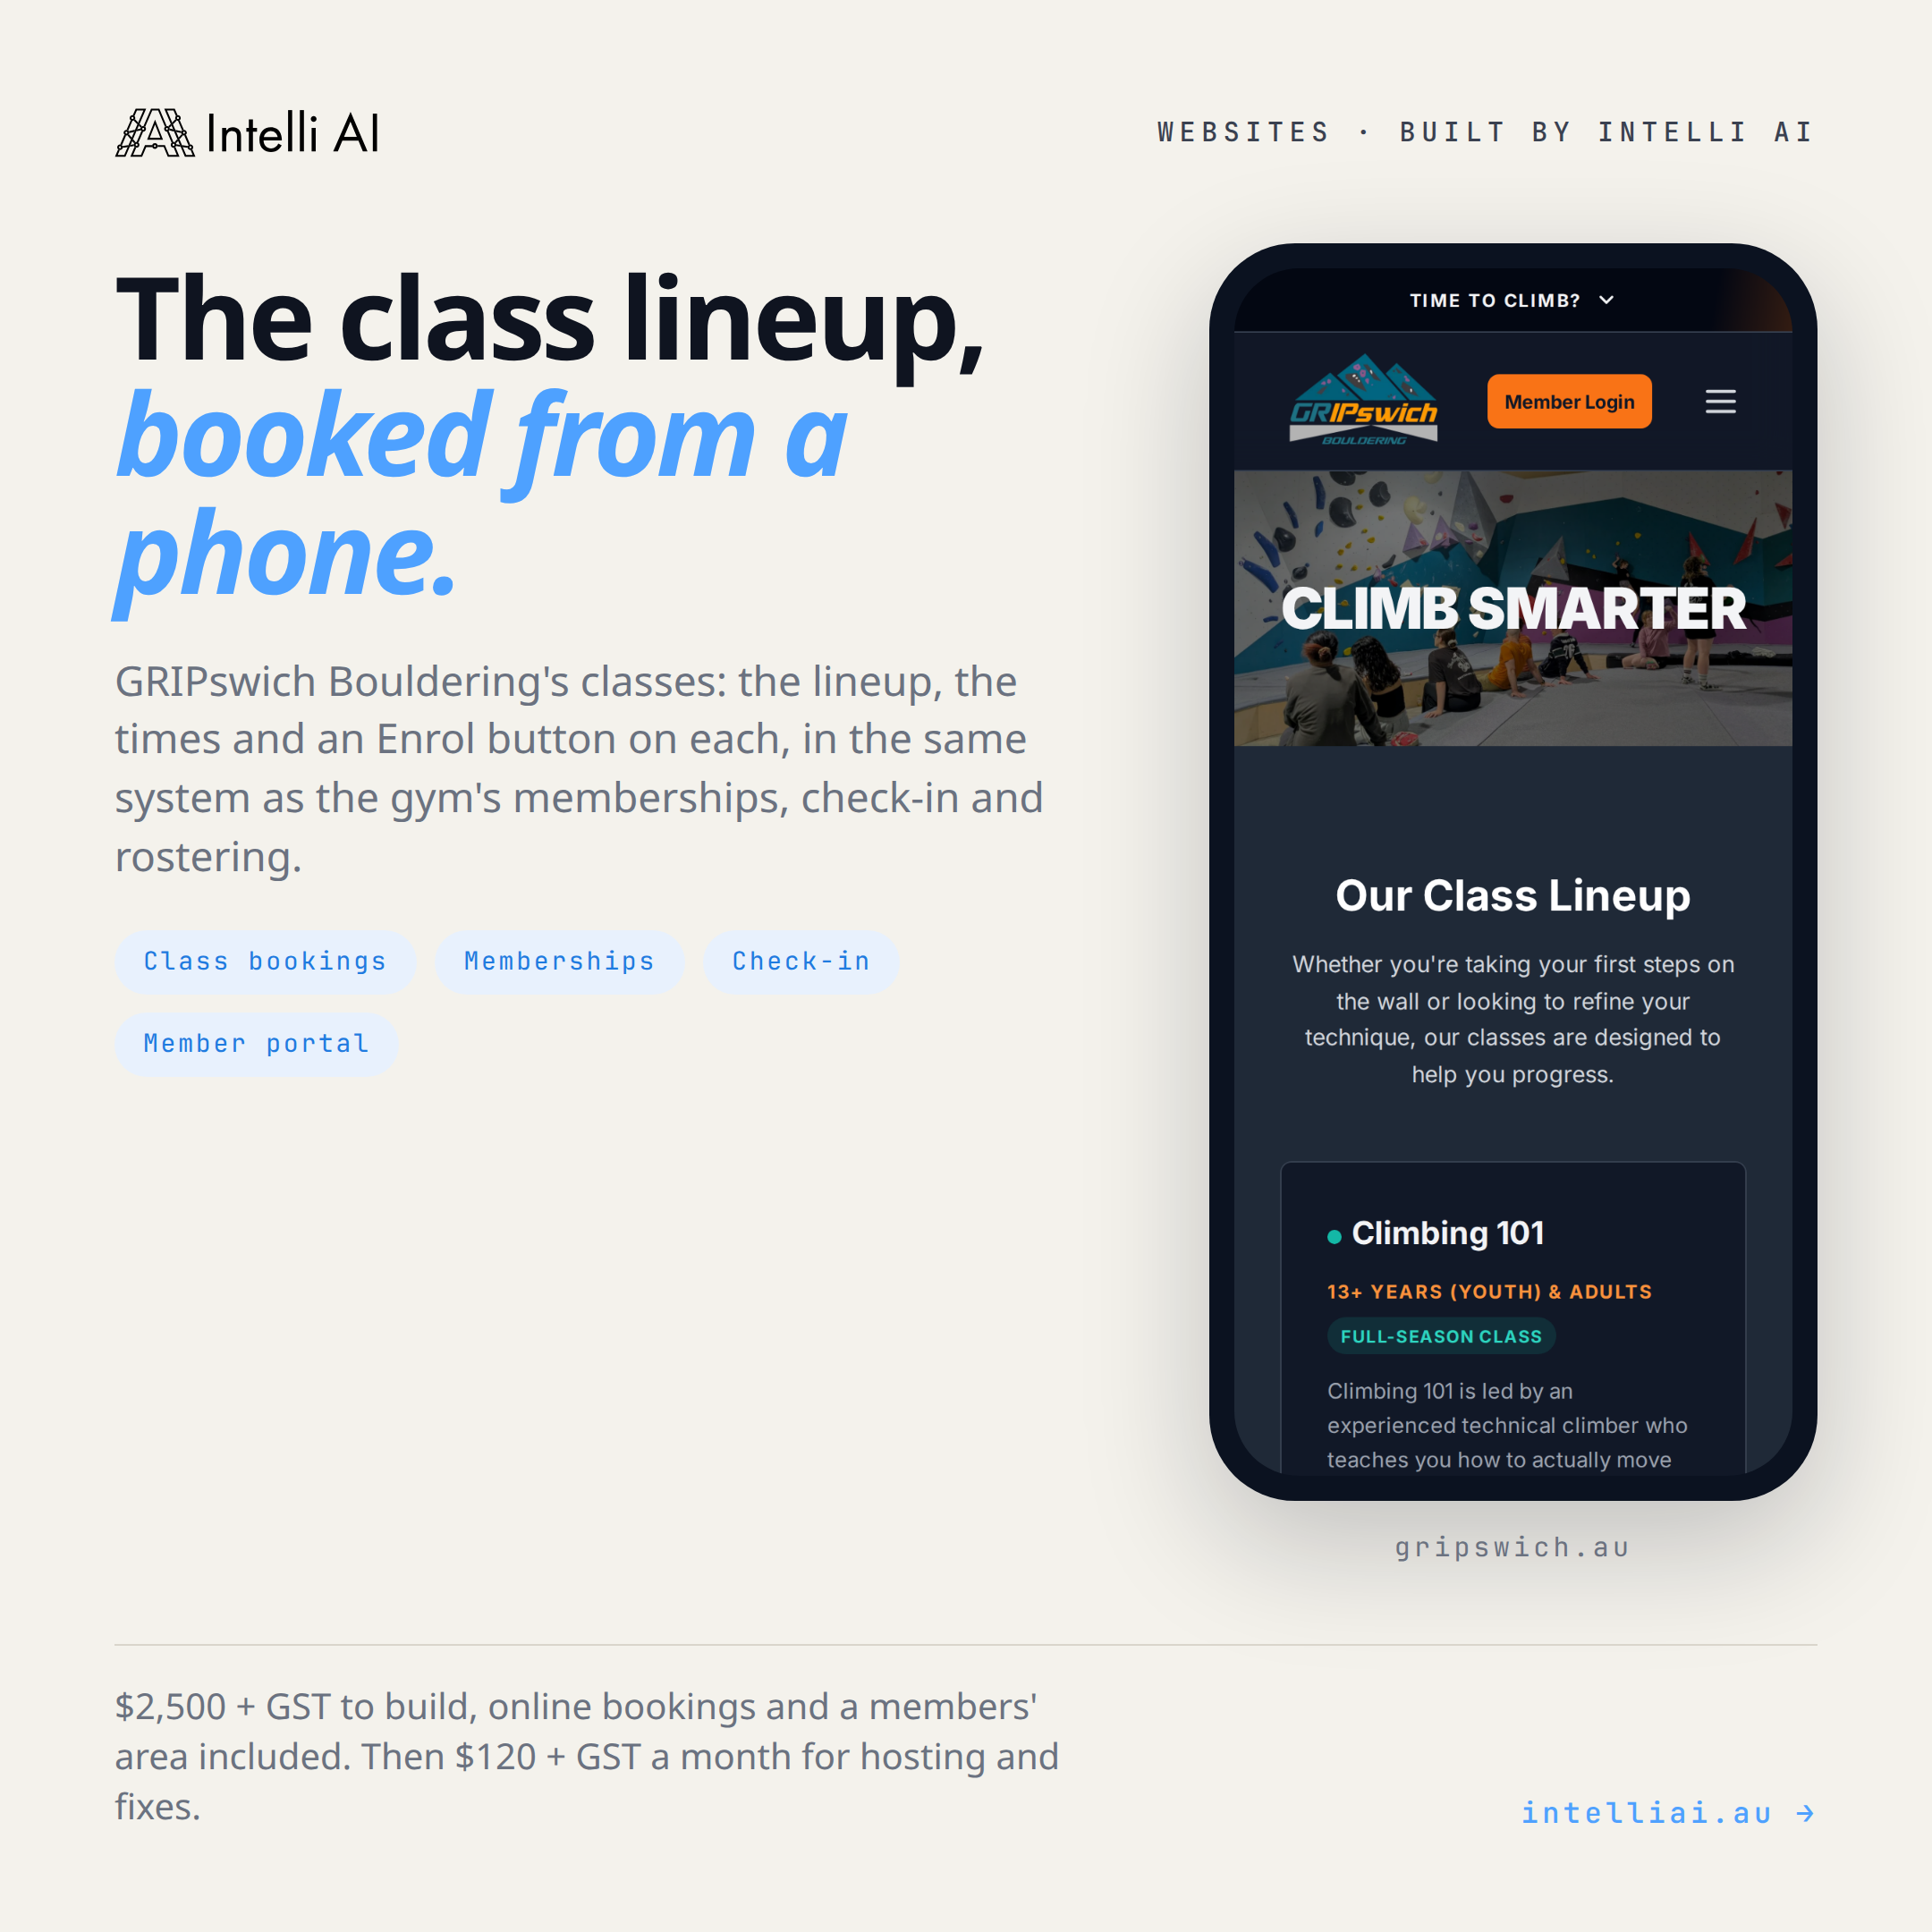 Intelli AI
WEBSITES · BUILT BY INTELLI AI
The class lineup,
booked from a
phone.
GRIPswich Bouldering's classes: the lineup, the
times and an Enrol button on each, in the same
system as the gym's memberships, check-in and
rostering.
Class bookings
Memberships
Check-in
Member portal
TIME TO CLIMB?
GRIPswich
BOULDERING
Member Login
CLIMB SMARTER
Our Class Lineup
Whether you're taking your first steps on
the wall or looking to refine your
technique, our classes are designed to
help you progress.
Climbing 101
13+ YEARS (YOUTH) & ADULTS
FULL-SEASON CLASS
Climbing 101 is led by an
experienced technical climber who
teaches you how to actually move
gripswich.au
$2,500 + GST to build, online bookings and a members'
area included. Then $120 + GST a month for hosting and
fixes.
intelliai.au →